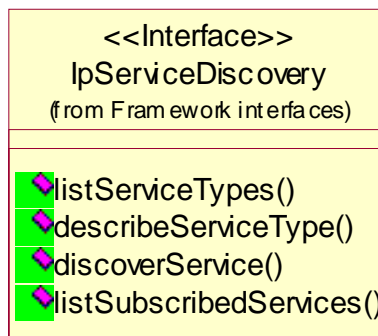 <<Interface>>
IpServiceDiscovery
(from Framework interfaces)
listServiceTypes()
describeServiceType()
discoverService()
listSubscribedServices()